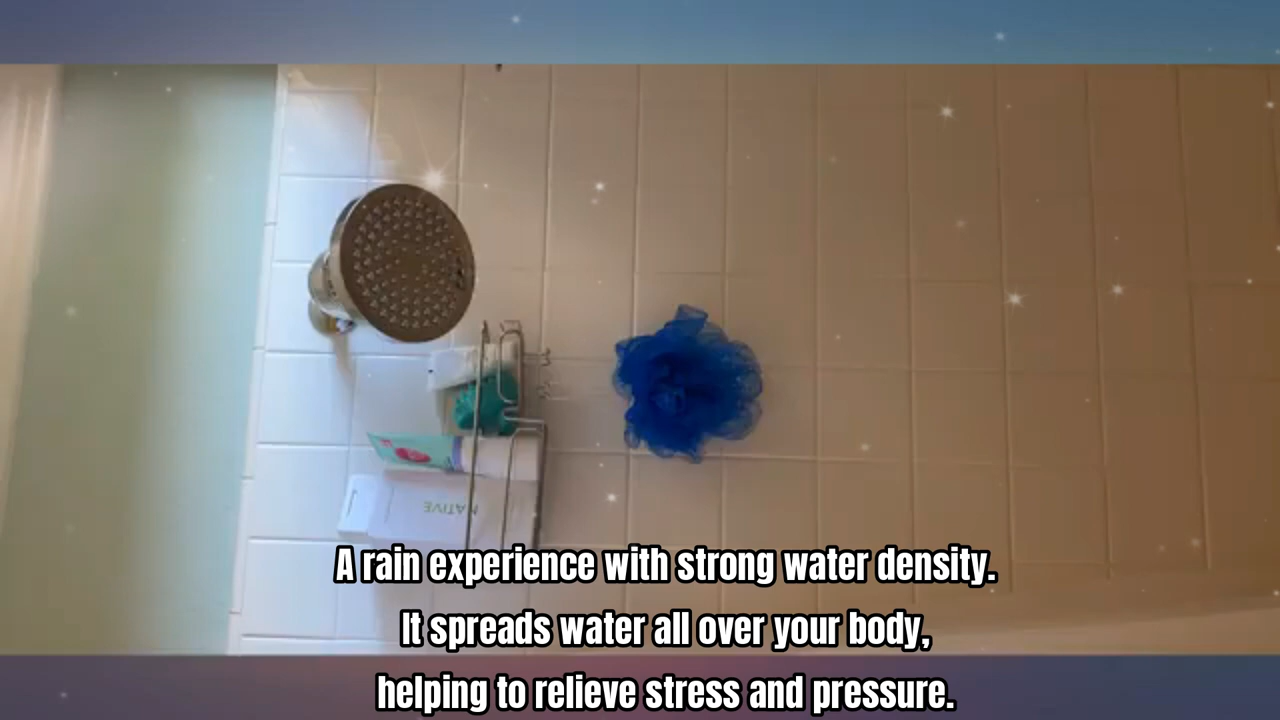 NATIVE
A rain experience with strong water density.
It spreads water all over your body,
helping to relieve stress and pressure.